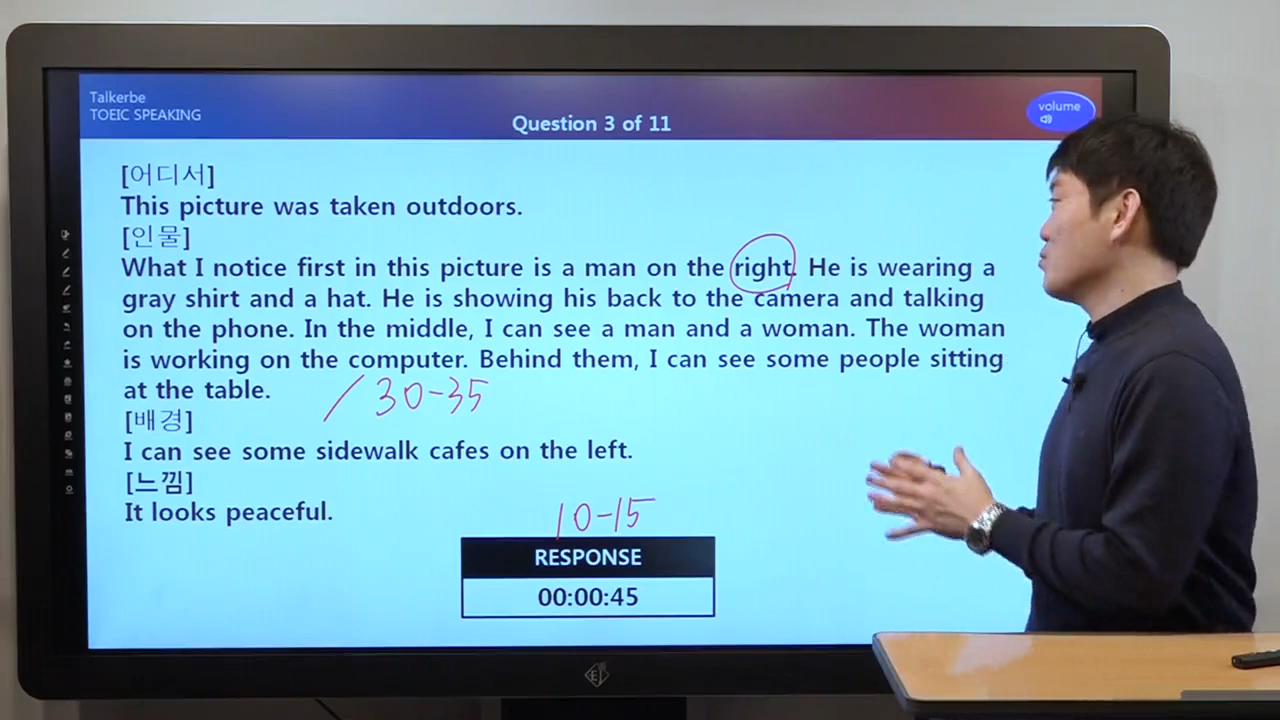 Talkerbe
TOEIC SPEAKING
Question 3 of 11
volume
[어디서]
This picture was taken outdoors.
[인물]
What I notice first in this picture is a man on the right. He is wearing a
gray shirt and a hat. He is showing his back to the camera and talking
on the phone. In the middle, I can see a man and a woman. The woman
is working on the computer. Behind them, I can see some people sitting
at the table.
/ 30-35
[배경]
I can see some sidewalk cafes on the left.
[느낌]
It looks peaceful.
10-15
RESPONSE
00:00:45